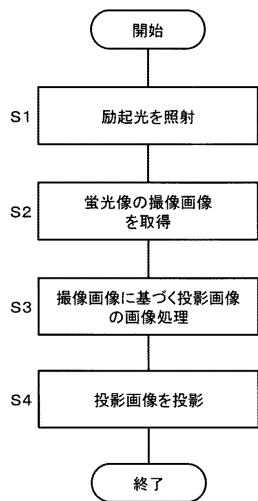 開始
S1
励起光を照射
S2
蛍光像の撮像画像
を取得
S3
撮像画像に基づく投影画像
の画像処理
S4
投影画像を投影
終了